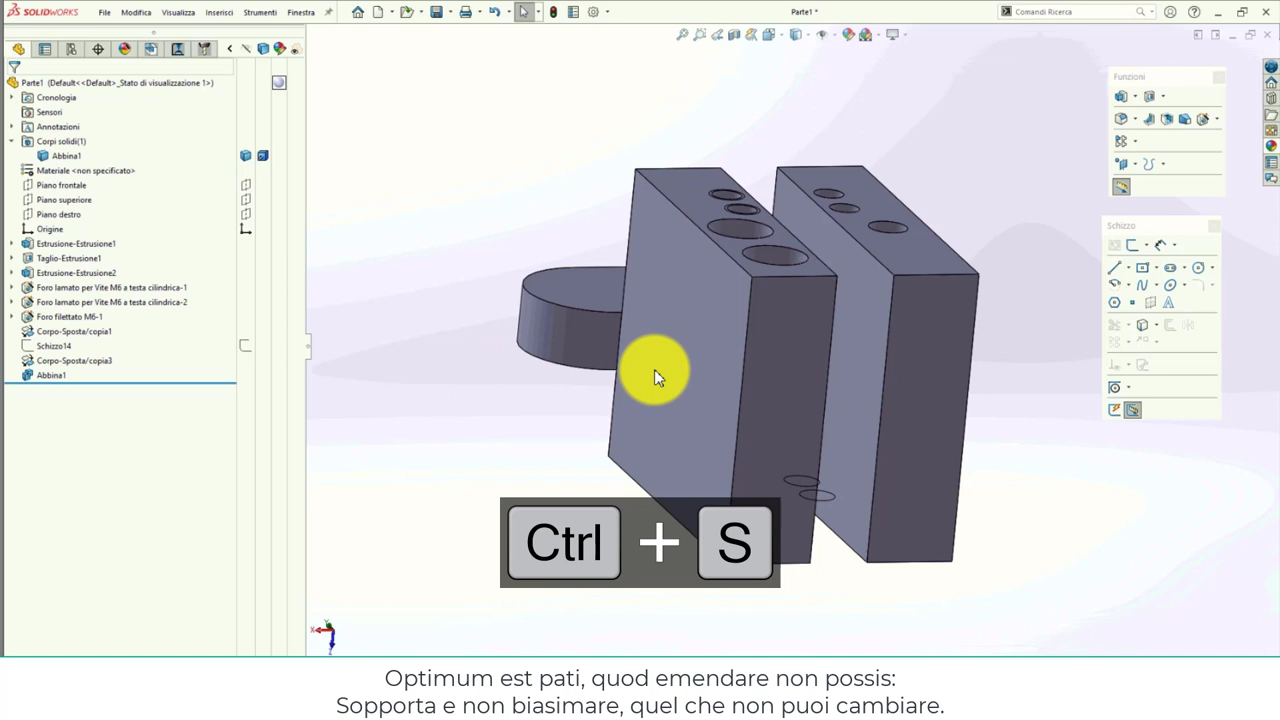 SOLIDWORKS
File
Modifica
Visualizza
Inserisci
Strumenti
Finestra
Parte1 *
Comandi Ricerca
Parte1 (Default<<Default>_Stato di visualizzazione 1>)
Cronologia
Sensori
Annotazioni
Corpi solidi(1)
Abbina1
Materiale <non specificato>
Piano frontale
Piano superiore
Piano destro
Origine
Estrusione-Estrusione1
Taglio-Estrusione1
Estrusione-Estrusione2
Foro lamato per Vite M6 a testa cilindrica-1
Foro lamato per Vite M6 a testa cilindrica-2
Foro filettato M6-1
Corpo-Sposta/copia1
Schizzo14
Corpo-Sposta/copia3
Abbina1
Funzioni
Schizzo
Ctrl + S
X
Y
Optimum est pati, quod emendare non possis:
Sopporta e non biasimare, quel che non puoi cambiare.